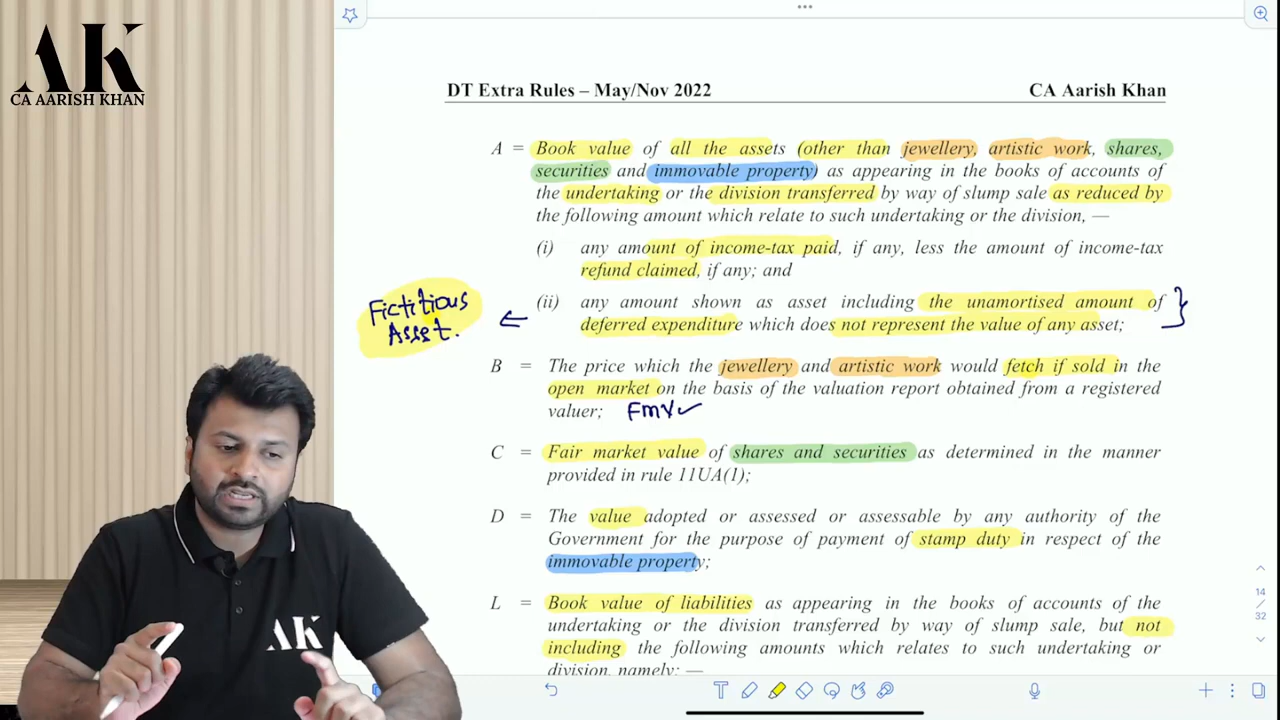 AK
CA AARISH KHAN
DT Extra Rules – May/Nov 2022 CA Aarish Khan
A = Book value of all the assets (other than jewellery, artistic work, shares,
securities and immovable property) as appearing in the books of accounts of
the undertaking or the division transferred by way of slump sale as reduced by
the following amount which relate to such undertaking or the division, —
(i) any amount of income-tax paid, if any, less the amount of income-tax
refund claimed, if any; and
Fictitious
Asset.
(ii) any amount shown as asset including the unamortised amount of
deferred expenditure which does not represent the value of any asset;
B = The price which the jewellery and artistic work would fetch if sold in the
open market on the basis of the valuation report obtained from a registered
valuer; FMV
C = Fair market value of shares and securities as determined in the manner
provided in rule 11UA(1);
D = The value adopted or assessed or assessable by any authority of the
Government for the purpose of payment of stamp duty in respect of the
immovable property;
L = Book value of liabilities as appearing in the books of accounts of the
undertaking or the division transferred by way of slump sale, but not
including the following amounts which relates to such undertaking or
division, namely: —
14
/
32
AK
T